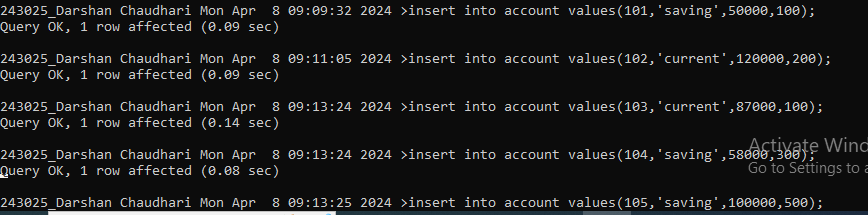 243025_Darshan Chaudhari Mon Apr  8 09:09:32 2024 >insert into account values(101,'saving',50000,100);
Query OK, 1 row affected (0.09 sec)
243025_Darshan Chaudhari Mon Apr  8 09:11:05 2024 >insert into account values(102,'current',120000,200);
Query OK, 1 row affected (0.09 sec)
243025_Darshan Chaudhari Mon Apr  8 09:13:24 2024 >insert into account values(103,'current',87000,100);
Query OK, 1 row affected (0.14 sec)
243025_Darshan Chaudhari Mon Apr  8 09:13:24 2024 >insert into account values(104,'saving',58000,300);
Activate Wind
Query OK, 1 row affected (0.08 sec)
Go to Settings to a
243025_Darshan Chaudhari Mon Apr  8 09:13:25 2024 >insert into account values(105,'saving',100000,500);